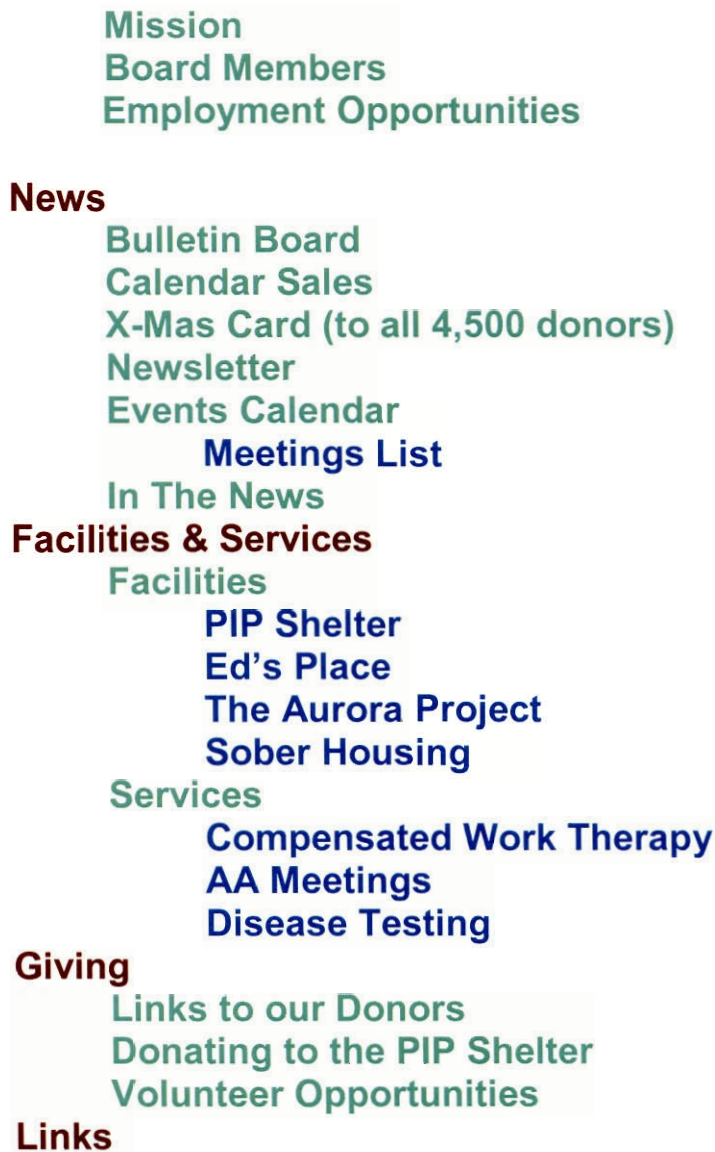 Mission
Board Members
Employment Opportunities
News
Bulletin Board
Calendar Sales
X-Mas Card (to all 4,500 donors)
Newsletter
Events Calendar
Meetings List
In The News
Facilities & Services
Facilities
PIP Shelter
Ed’s Place
The Aurora Project
Sober Housing
Services
Compensated Work Therapy
AA Meetings
Disease Testing
Giving
Links to our Donors
Donating to the PIP Shelter
Volunteer Opportunities
Links